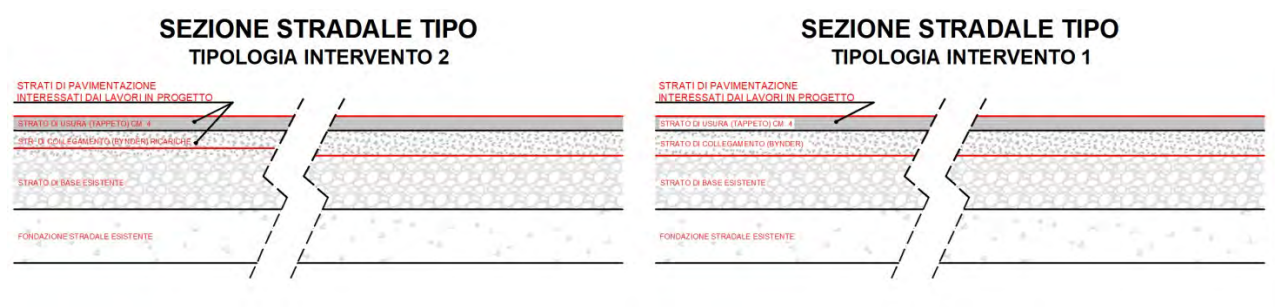 SEZIONE STRADALE TIPO
TIPOLOGIA INTERVENTO 2
STRATI DI PAVIMENTAZIONE
INTERESSATI DAI LAVORI IN PROGETTO
STRATO DI USURA (TAPPETO) CM 4
DI COLLEGAMENTO (BYNDER) RICARICHE
STRATO DI BASE ESISTENTE
FONDAZIONE STRADALE ESISTENTE
SEZIONE STRADALE TIPO
TIPOLOGIA INTERVENTO 1
STRATI DI PAVIMENTAZIONE
INTERESSATI DAI LAVORI IN PROGETTO
STRATO DI USURA (TAPPETO) CM 4
STRATO DI COLLEGAMENTO (BYNDER)
STRATO DI BASE ESISTENTE
FONDAZIONE STRADALE ESISTENTE